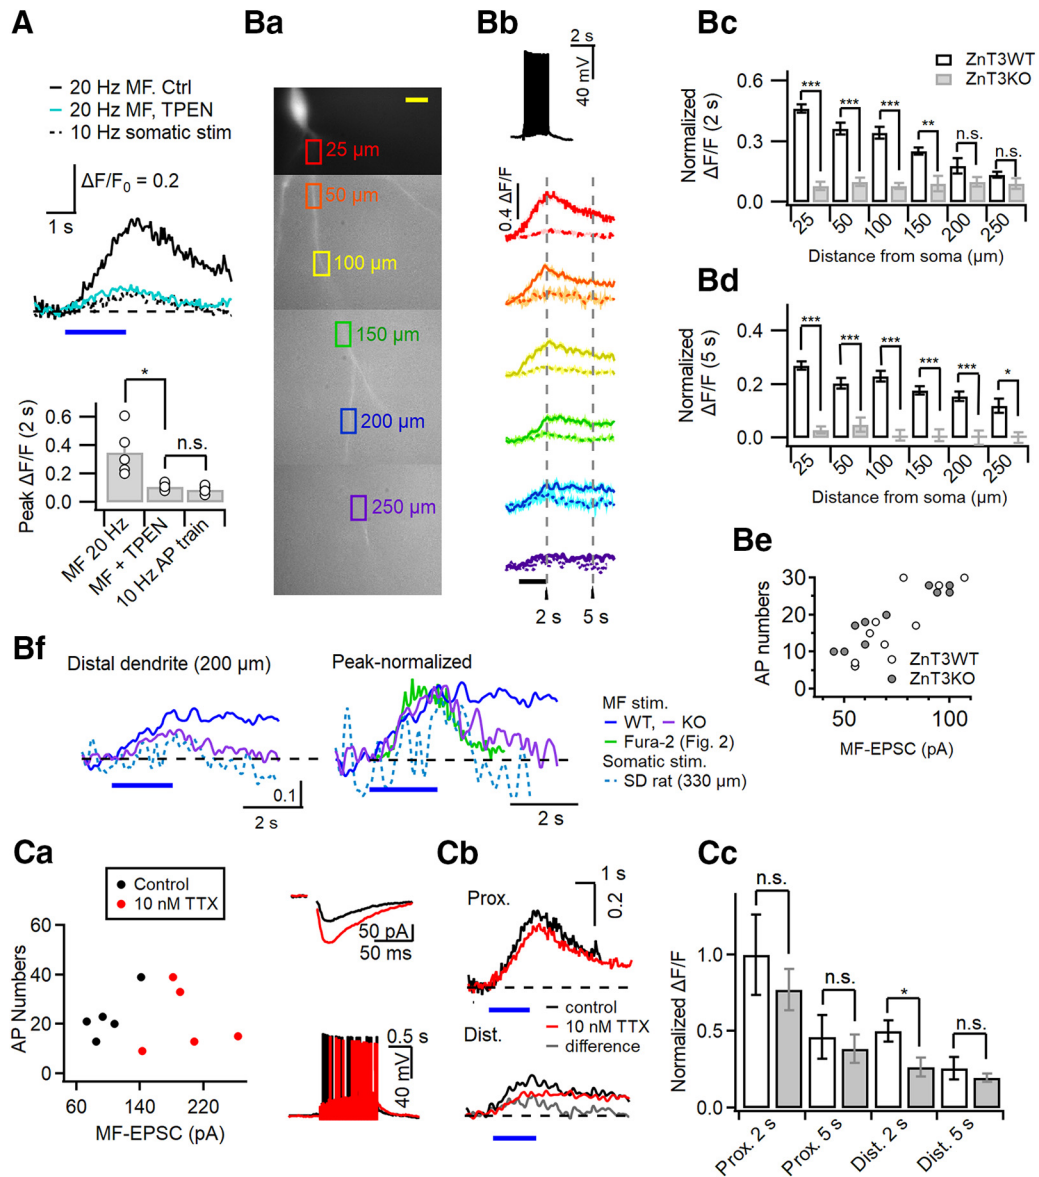 A
20 Hz MF. Ctrl
20 Hz MF, TPEN
10 Hz somatic stim
ΔF/F0 = 0.2
1 s
Peak ΔF/F (2 s)
0.6
0.4
0.2
0.0
*
n.s.
MF 20 Hz
MF + TPEN
10 Hz AP train
Ba
25 µm
50 µm
100 µm
150 µm
200 µm
250 µm
Bb
2 s
40 mV
0.4 ΔF/F
2 s
5 s
Bc
ZnT3WT
ZnT3KO
Normalized
ΔF/F (2 s)
0.6
0.3
0.0
***
***
***
**
n.s.
n.s.
25
50
100
150
200
250
Distance from soma (µm)
Bd
Normalized
ΔF/F (5 s)
0.4
0.2
0.0
***
***
***
***
***
*
25
50
100
150
200
250
Distance from soma (µm)
Be
AP numbers
30
20
10
0
ZnT3WT
ZnT3KO
50
100
MF-EPSC (pA)
Bf
Distal dendrite (200 µm)
0.1
2 s
Peak-normalized
2 s
MF stim.
WT, KO
Fura-2 (Fig. 2)
Somatic stim.
SD rat (330 µm)
Ca
Control
10 nM TTX
AP Numbers
60
40
20
0
60
140
220
MF-EPSC (pA)
50 pA
50 ms
0.5 s
40 mV
Cb
1 s
0.2
Prox.
control
10 nM TTX
difference
Dist.
Cc
Normalized ΔF/F
1.0
0.5
0.0
n.s.
n.s.
*
n.s.
Prox. 2 s
Prox. 5 s
Dist. 2 s
Dist. 5 s